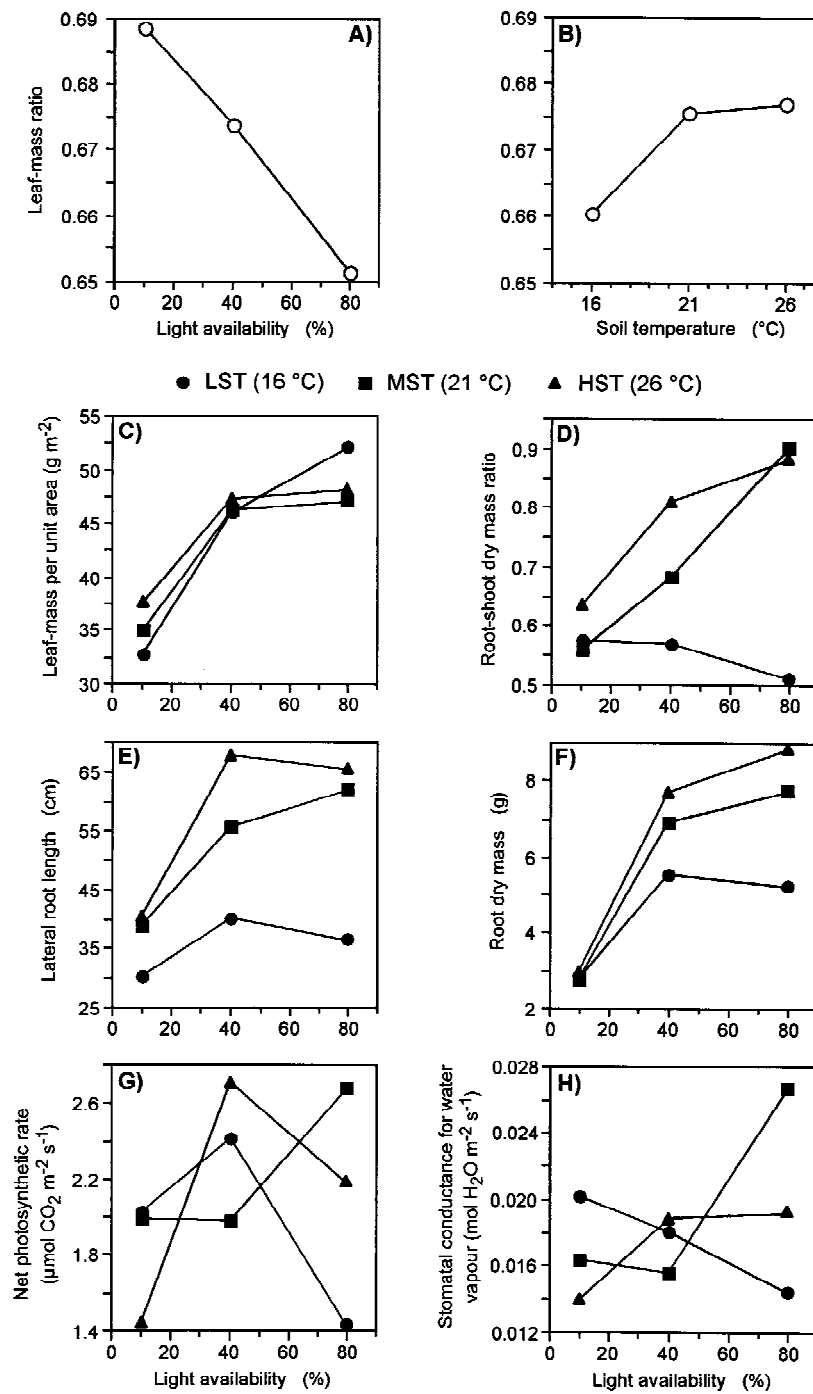 A)
Leaf-mass ratio
0.69
0.68
0.67
0.66
0.65
0 20 40 60 80
Light availability (%)
B)
0.69
0.68
0.67
0.66
0.65
16 21 26
Soil temperature (°C)
LST (16 °C) MST (21 °C) HST (26 °C)
C)
Leaf-mass per unit area (g m-2)
55
50
45
40
35
30
0 20 40 60 80
D)
Root-shoot dry mass ratio
0.9
0.8
0.7
0.6
0.5
0 20 40 60 80
E)
Lateral root length (cm)
65
55
45
35
25
0 20 40 60 80
F)
Root dry mass (g)
8
6
4
2
0 20 40 60 80
G)
Net photosynthetic rate
(µmol CO2 m-2 s-1)
2.6
2.2
1.8
1.4
0 20 40 60 80
Light availability (%)
H)
Stomatal conductance for water
vapour (mol H2O m-2 s-1)
0.028
0.024
0.020
0.016
0.012
0 20 40 60 80
Light availability (%)